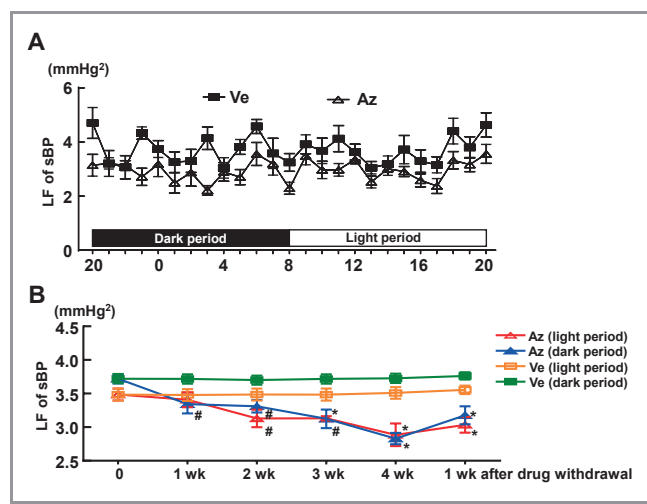 A
(mmHg²)
Ve Az
LF of sBP
6
4
2
0
Dark period Light period
20 0 4 8 12 16 20
B
(mmHg²)
LF of sBP
4.5
4.0
3.5
3.0
2.5
Az (light period)
Az (dark period)
Ve (light period)
Ve (dark period)
# # # * # * * * *
0 1 wk 2 wk 3 wk 4 wk 1 wk after drug withdrawal